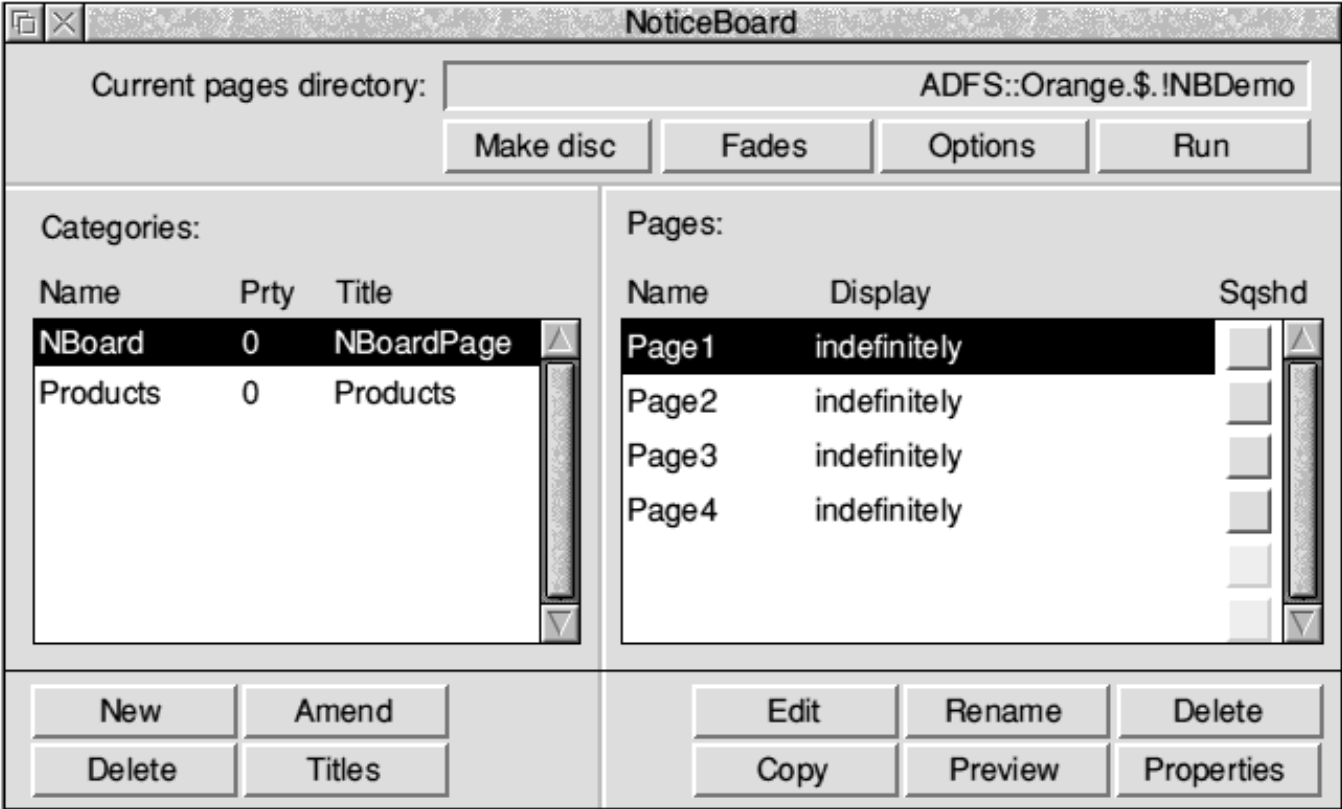 NoticeBoard
Current pages directory: ADFS::Orange.$.!NBDemo
Make disc Fades Options Run
Categories:
Name Prty Title
NBoard 0 NBoardPage
Products 0 Products
New Amend
Delete Titles
Pages:
Name Display Sqshd
Page1 indefinitely
Page2 indefinitely
Page3 indefinitely
Page4 indefinitely
Edit Rename Delete
Copy Preview Properties